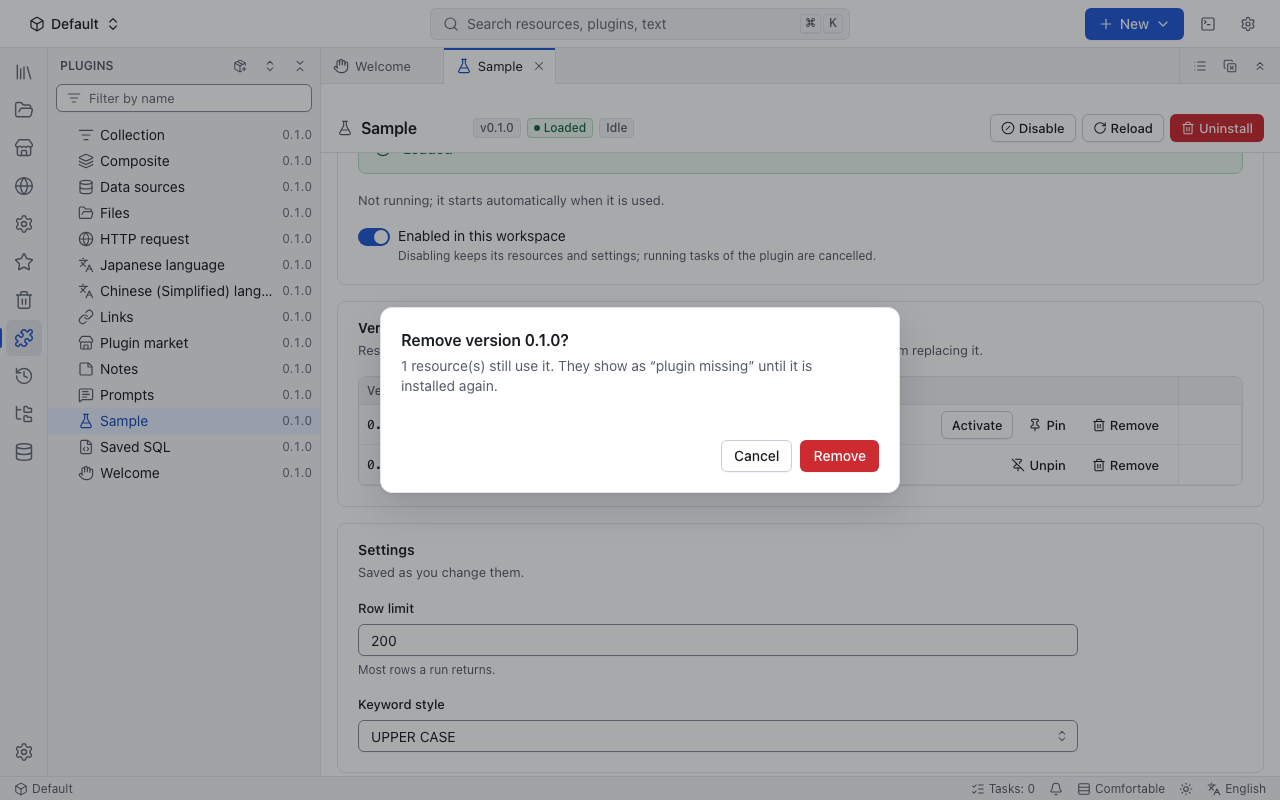 Default
Search resources, plugins, text
⌘ K
New
PLUGINS
Welcome
Sample
Filter by name
Collection 0.1.0
Composite 0.1.0
Data sources 0.1.0
Files 0.1.0
HTTP request 0.1.0
Japanese language 0.1.0
Chinese (Simplified) lang... 0.1.0
Links 0.1.0
Plugin market 0.1.0
Notes 0.1.0
Prompts 0.1.0
Sample 0.1.0
Saved SQL 0.1.0
Welcome 0.1.0
Sample v0.1.0 Loaded Idle
Disable Reload Uninstall
Not running; it starts automatically when it is used.
Enabled in this workspace
Disabling keeps its resources and settings; running tasks of the plugin are cancelled.
replacing it.
Remove version 0.1.0?
1 resource(s) still use it. They show as “plugin missing” until it is
installed again.
Cancel Remove
Activate Pin Remove
Unpin Remove
Settings
Saved as you change them.
Row limit
200
Most rows a run returns.
Keyword style
UPPER CASE
Default
Tasks: 0
Comfortable
English